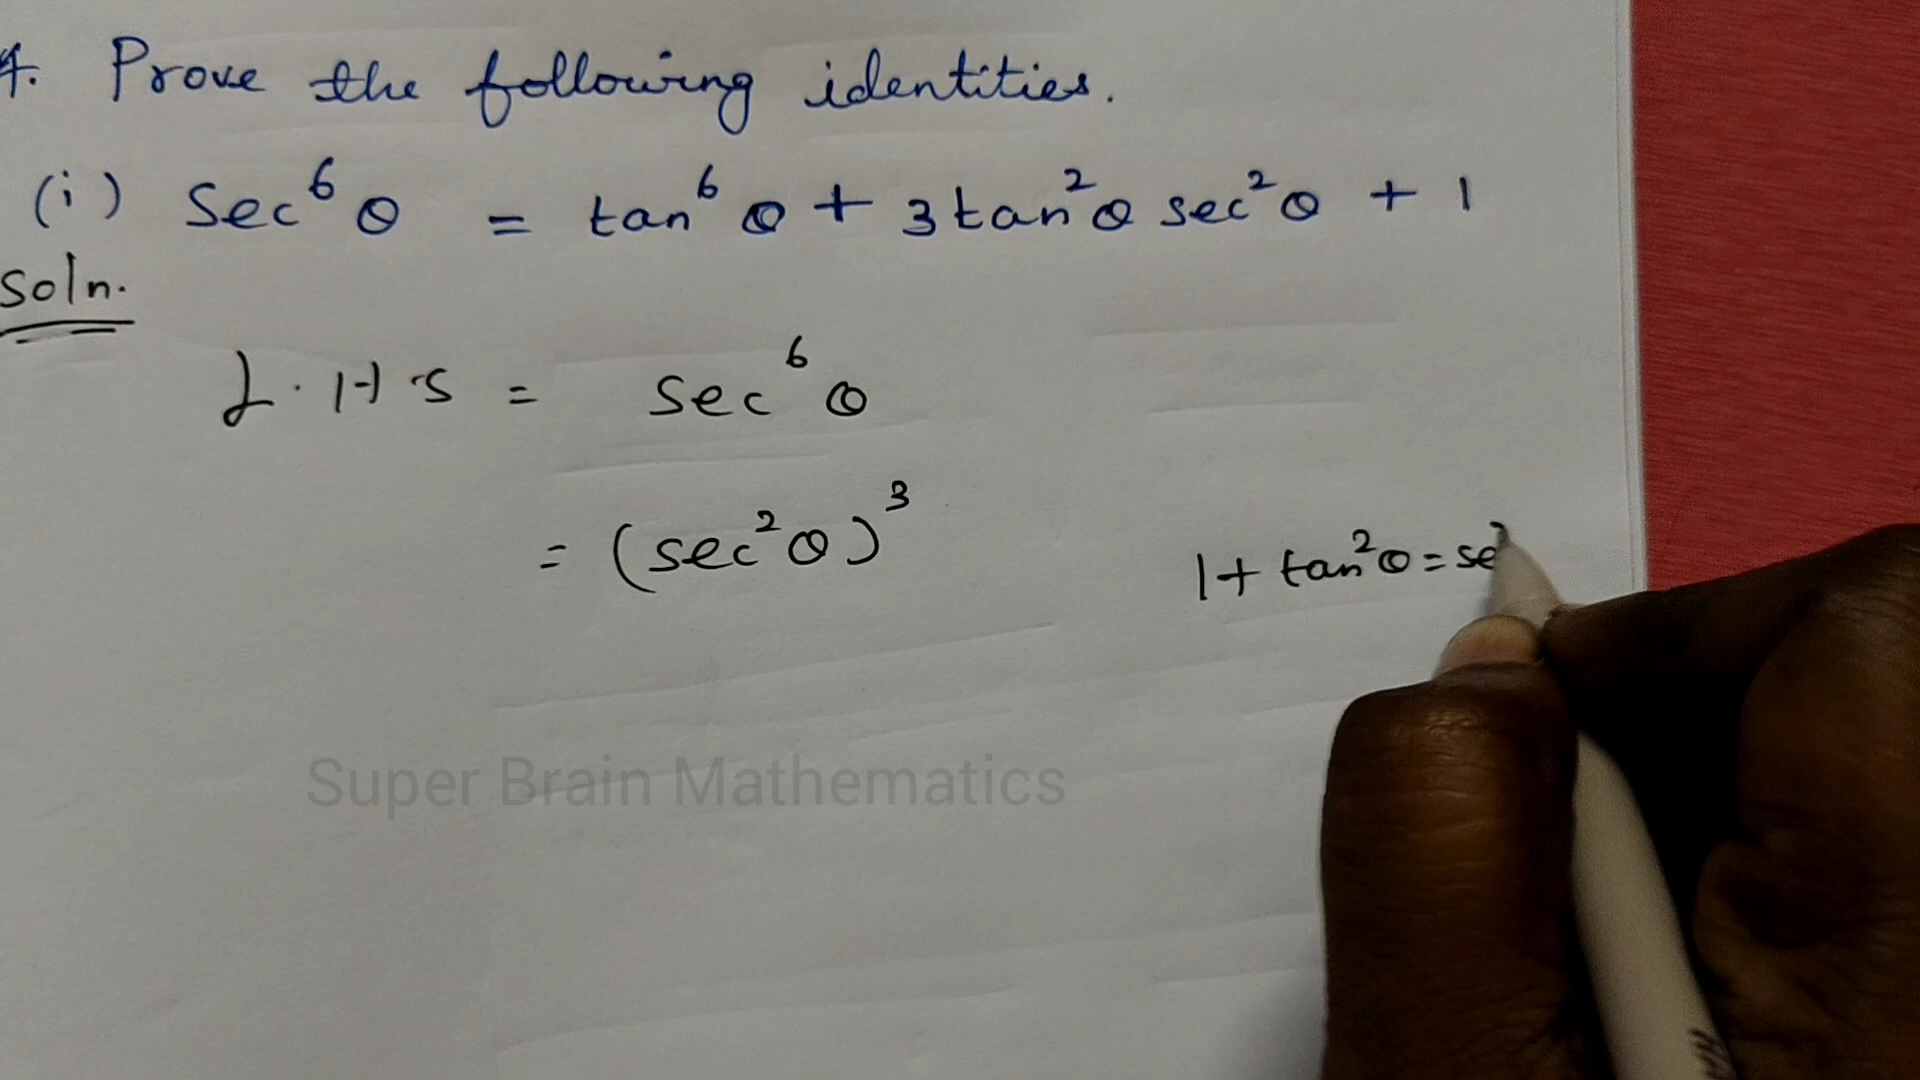 4. Prove the following identities.
(i) Sec⁶θ = tan⁶θ + 3tan²θ sec²θ + 1
Soln.
L.H.S = Sec⁶θ
= (sec²θ)³
1 + tan²θ = se²
Super Brain Mathematics